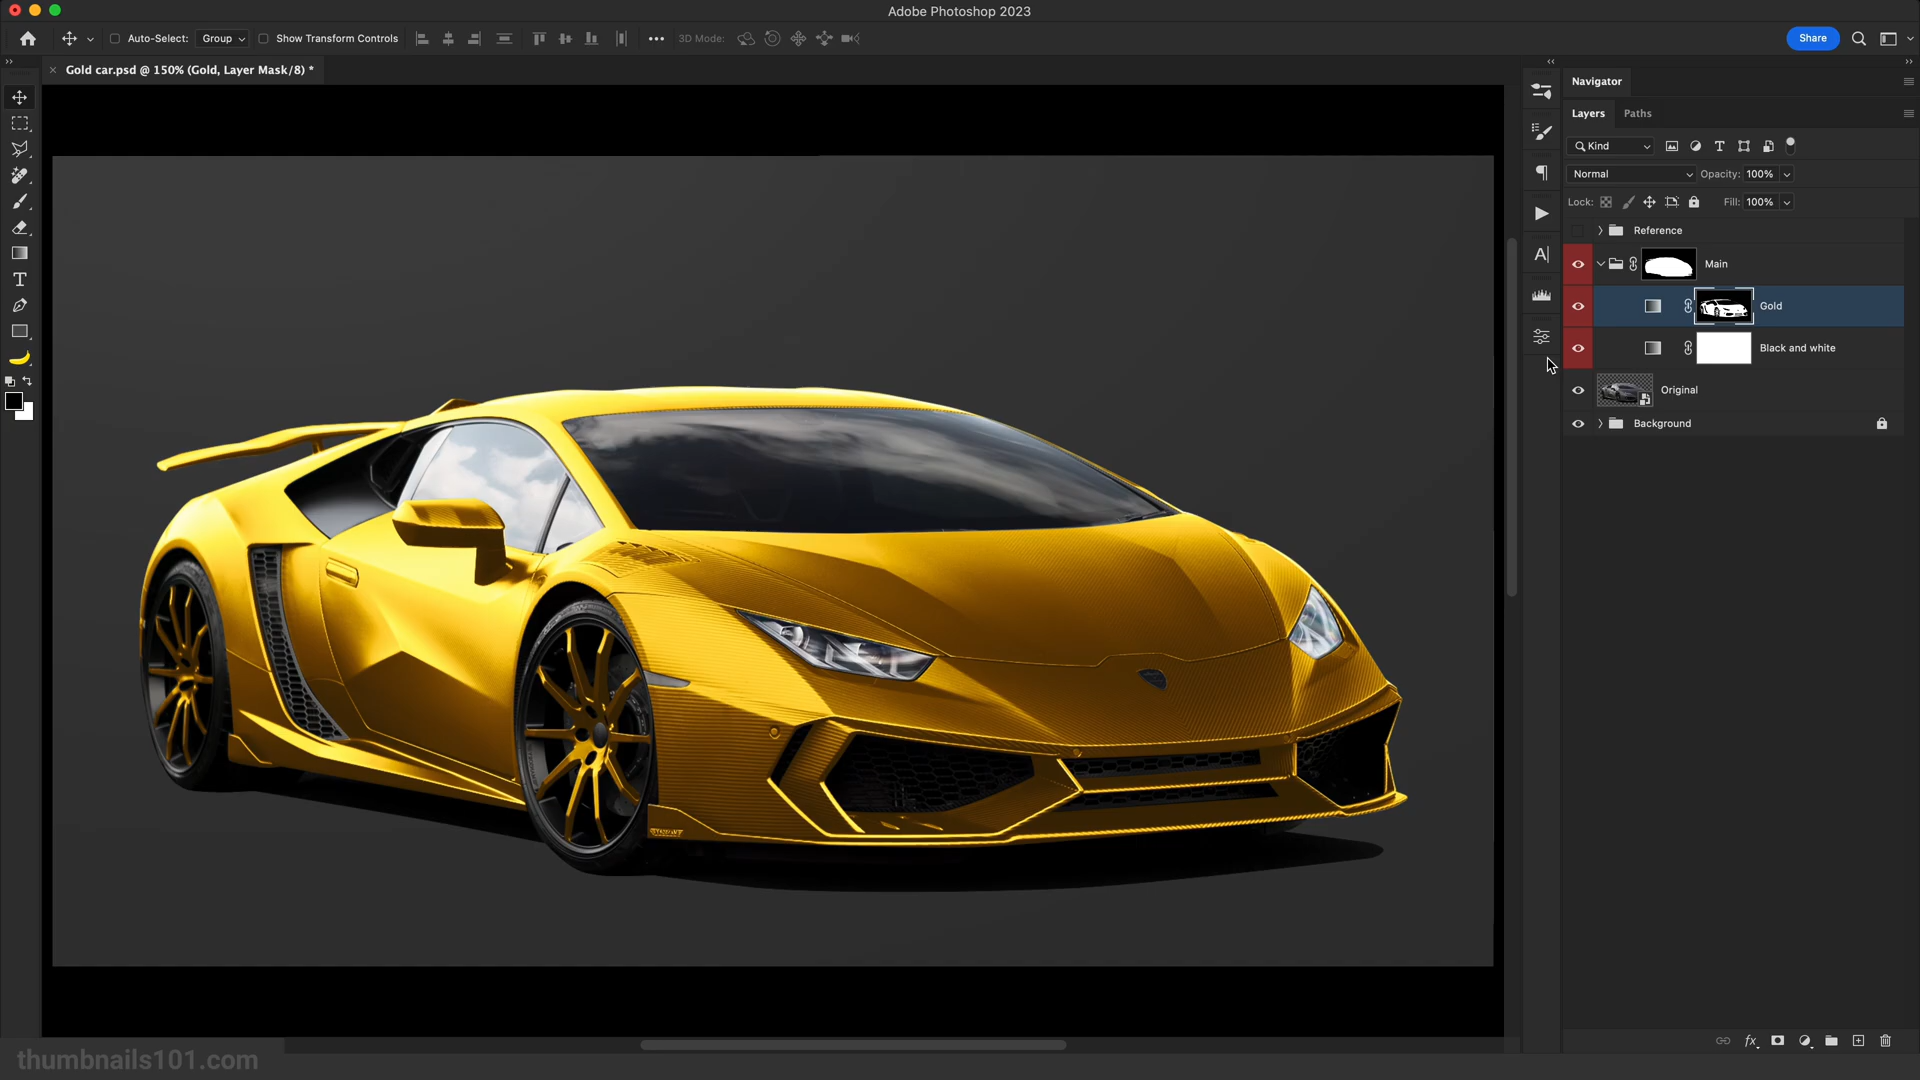 Adobe Photoshop 2023
Auto-Select: Group Show Transform Controls 3D Mode: Share
Gold car.psd @ 150% (Gold, Layer Mask/8) *
Navigator
Layers Paths
Kind
Normal Opacity: 100%
Lock: Fill: 100%
Reference
Main
Gold
Black and white
Original
Background
thumbnails101.com